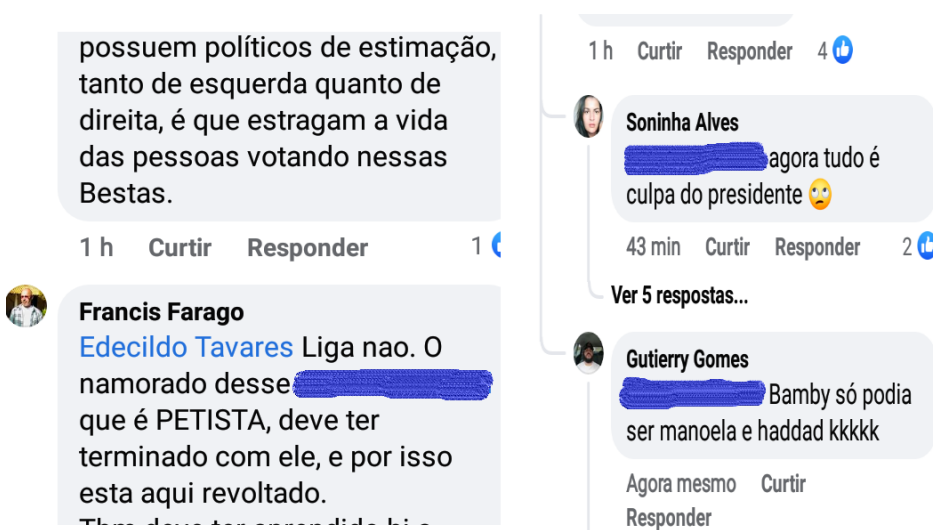 possuem políticos de estimação,
tanto de esquerda quanto de
direita, é que estragam a vida
das pessoas votando nessas
Bestas.
1 h Curtir Responder 1
Francis Farago
Edecildo Tavares Liga nao. O
namorado desse
que é PETISTA, deve ter
terminado com ele, e por isso
esta aqui revoltado.
1 h Curtir Responder 4
Soninha Alves
agora tudo é
culpa do presidente 🙄
43 min Curtir Responder 2
Ver 5 respostas...
Gutierry Gomes
Bamby só podia
ser manoela e haddad kkkkk
Agora mesmo Curtir
Responder